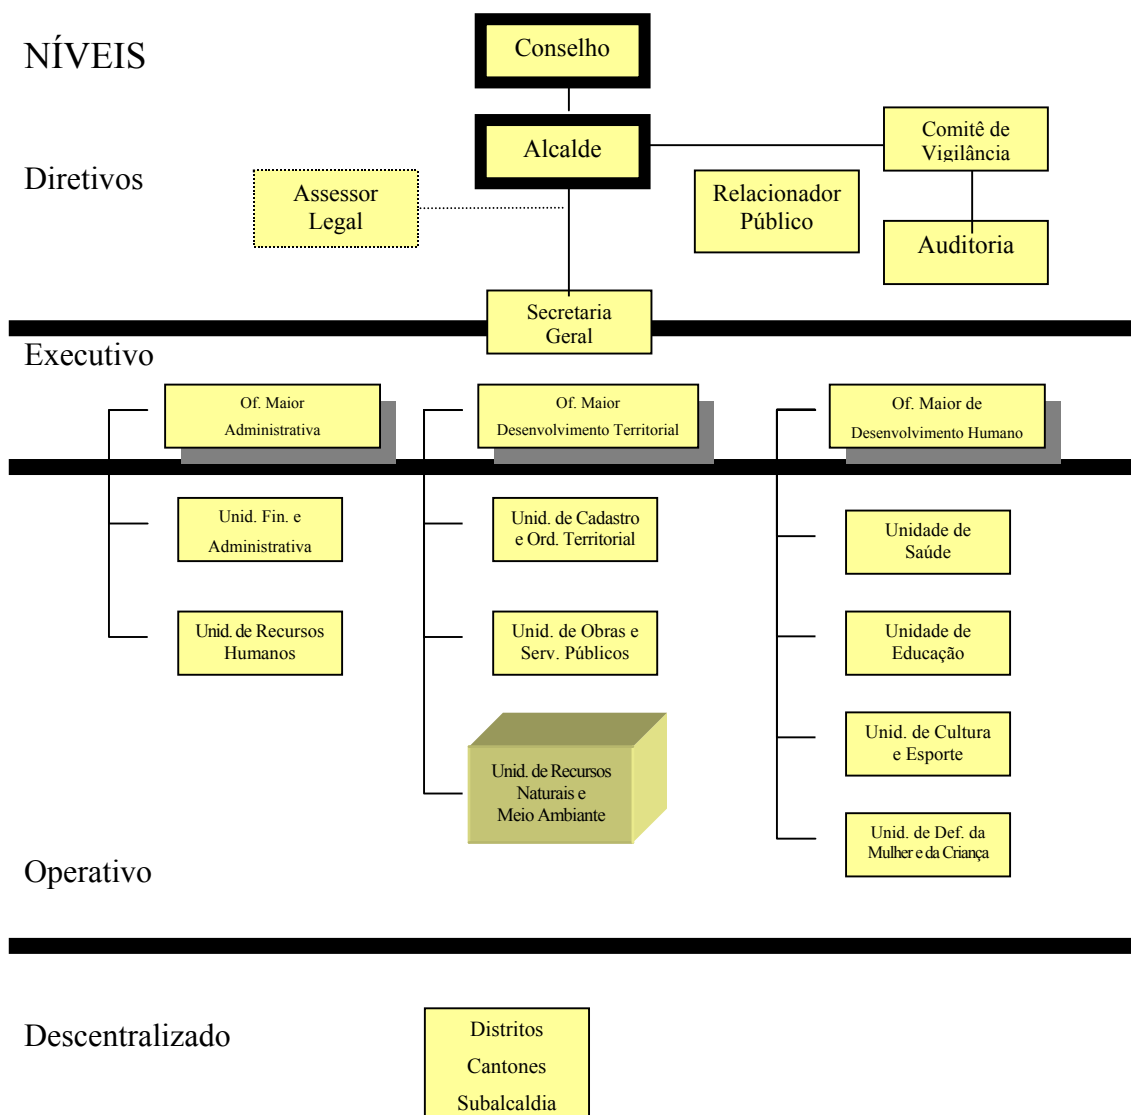 NÍVEIS
Conselho
Diretivos
Alcalde
Comitê de
Vigilância
Assessor
Legal
Relacionador
Público
Auditoria
Secretaria
Geral
Executivo
Of. Maior
Administrativa
Of. Maior
Desenvolvimento Territorial
Of. Maior de
Desenvolvimento Humano
Unid. Fin. e
Administrativa
Unid. de Cadastro
e Ord. Territorial
Unidade de
Saúde
Unid. de Recursos
Humanos
Unid. de Obras e
Serv. Públicos
Unidade de
Educação
Unid. de Recursos
Naturais e
Meio Ambiante
Unid. de Cultura
e Esporte
Unid. de Def. da
Mulher e da Criança
Operativo
Descentralizado
Distritos
Cantones
Subalcaldia